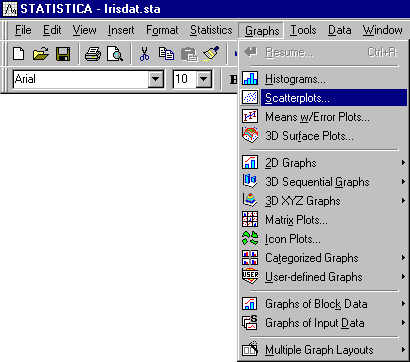 STATISTICA - Irisdat.sta
File Edit View Insert Format Statistics Graphs Tools Data Window
Resume... Ctrl+R
Arial 10 B
Histograms...
Scatterplots...
Means w/Error Plots...
3D Surface Plots...
2D Graphs
3D Sequential Graphs
3D XYZ Graphs
Matrix Plots...
Icon Plots...
Categorized Graphs
User-defined Graphs
USER
Graphs of Block Data
Graphs of Input Data
Multiple Graph Layouts